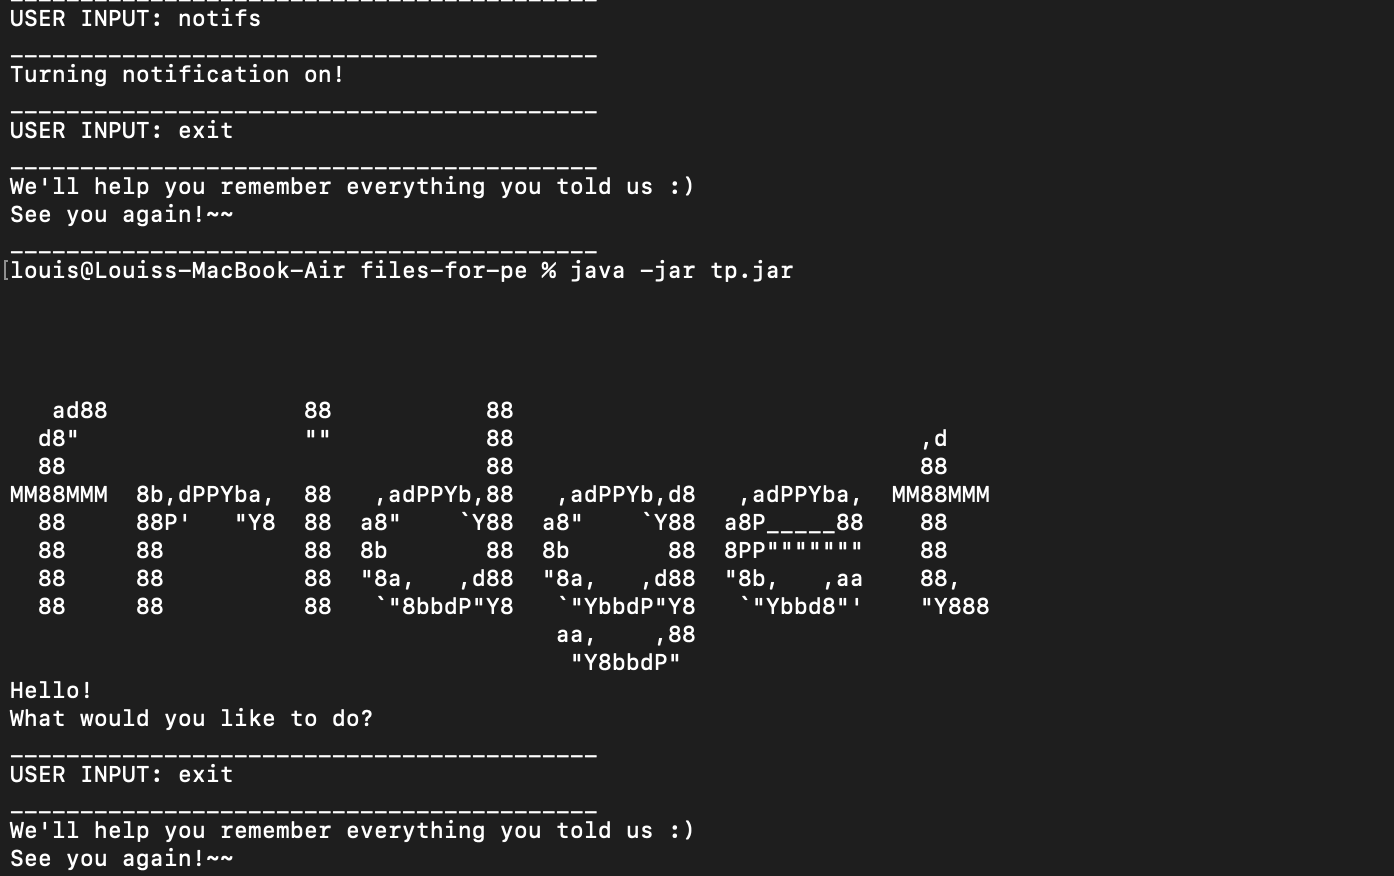 __________________________________________
USER INPUT: notifs
__________________________________________
Turning notification on!
__________________________________________
USER INPUT: exit
__________________________________________
We'll help you remember everything you told us :)
See you again!~~
__________________________________________
[louis@Louiss-MacBook-Air files-for-pe % java -jar tp.jar
   ad88              88           88
  d8"                ""           88                             ,d
  88                              88                             88
MM88MMM  8b,dPPYba,  88   ,adPPYb,88   ,adPPYb,d8   ,adPPYba,  MM88MMM
  88     88P'   "Y8  88  a8"    `Y88  a8"    `Y88  a8P_____88    88
  88     88          88  8b       88  8b       88  8PP"""""""    88
  88     88          88  "8a,   ,d88  "8a,   ,d88  "8b,   ,aa    88,
  88     88          88   `"8bbdP"Y8   `"YbbdP"Y8   `"Ybbd8"'    "Y888
                                       aa,    ,88
                                        "Y8bbdP"
Hello!
What would you like to do?
__________________________________________
USER INPUT: exit
__________________________________________
We'll help you remember everything you told us :)
See you again!~~